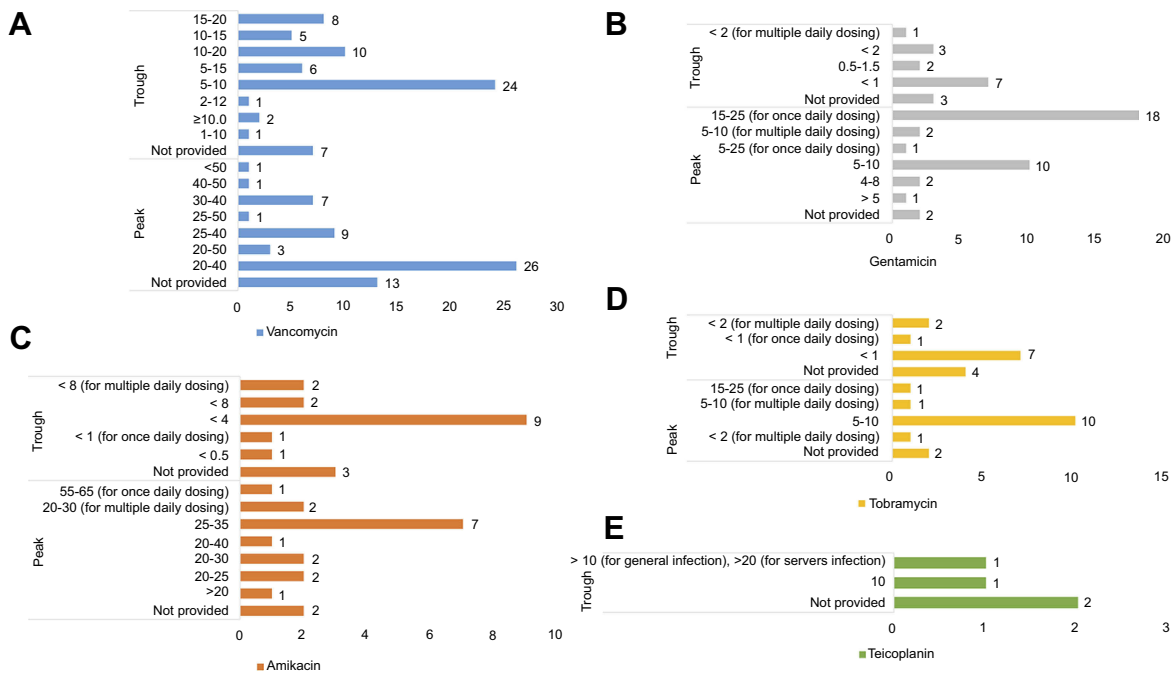 A
Trough
15-20 8
10-15 5
10-20 10
5-15 6
5-10 24
2-12 1
≥10.0 2
1-10 1
Not provided 7
Peak
<50 1
40-50 1
30-40 7
25-50 1
25-40 9
20-50 3
20-40 26
Not provided 13
0 5 10 15 20 25 30
Vancomycin
B
Trough
< 2 (for multiple daily dosing) 1
< 2 3
0.5-1.5 2
< 1 7
Not provided 3
Peak
15-25 (for once daily dosing) 18
5-10 (for multiple daily dosing) 2
5-25 (for once daily dosing) 1
5-10 10
4-8 2
> 5 1
Not provided 2
0 5 10 15 20
Gentamicin
C
Trough
< 8 (for multiple daily dosing) 2
< 8 2
< 4 9
< 1 (for once daily dosing) 1
< 0.5 1
Not provided 3
Peak
55-65 (for once daily dosing) 1
20-30 (for multiple daily dosing) 2
25-35 7
20-40 1
20-30 2
20-25 2
>20 1
Not provided 2
0 2 4 6 8 10
Amikacin
D
Trough
< 2 (for multiple daily dosing) 2
< 1 (for once daily dosing) 1
< 1 7
Not provided 4
Peak
15-25 (for once daily dosing) 1
5-10 (for multiple daily dosing) 1
5-10 10
< 2 (for multiple daily dosing) 1
Not provided 2
0 5 10 15
Tobramycin
E
Trough
> 10 (for general infection), >20 (for servers infection) 1
10 1
Not provided 2
0 1 2 3
Teicoplanin